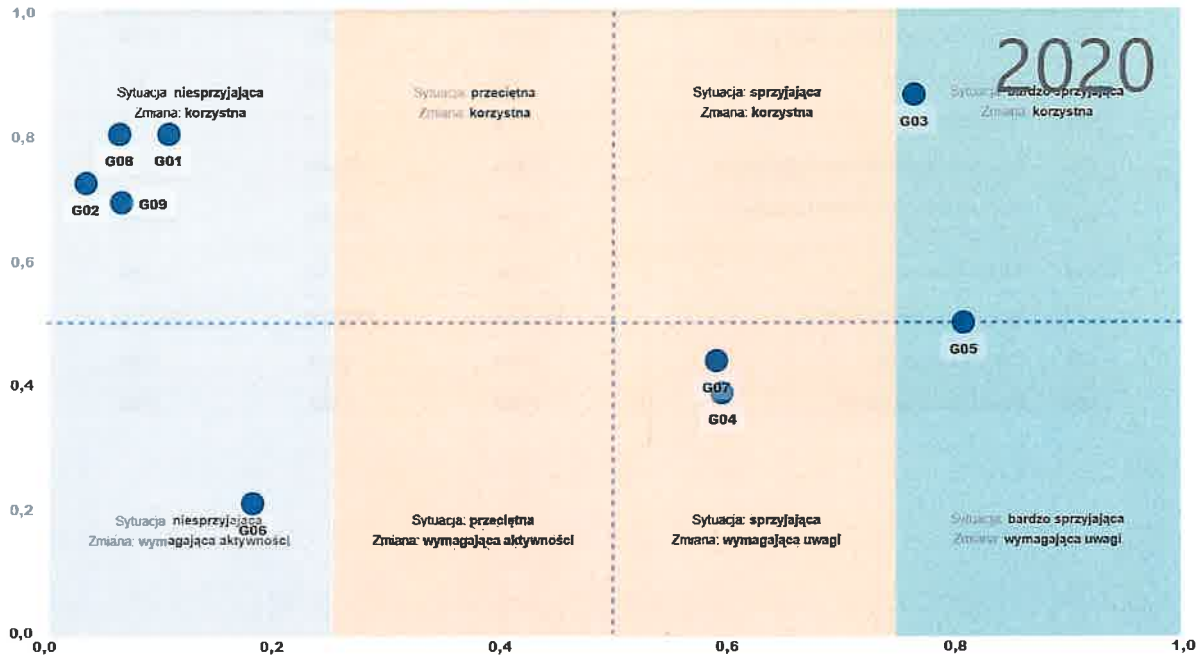 1,0
2020
Sytuacja niesprzyjająca
Zmiana: korzystna
Sytuacja: przeciętna
Zmiana: korzystna
Sytuacja: sprzyjająca
Zmiana: korzystna
Sytuacja: bardzo sprzyjająca
Zmiana: korzystna
G03
0,8
G08
G01
G02
G09
0,6
G05
0,4
G07
G04
0,2
Sytuacja niesprzyjająca
Zmiana: wymagająca aktywności
G06
Sytuacja: przeciętna
Zmiana: wymagająca aktywności
Sytuacja: sprzyjająca
Zmiana: wymagająca uwagi
Sytuacja: bardzo sprzyjająca
Zmiana: wymagająca uwagi
0,0
0,0
0,2
0,4
0,6
0,8
1,0